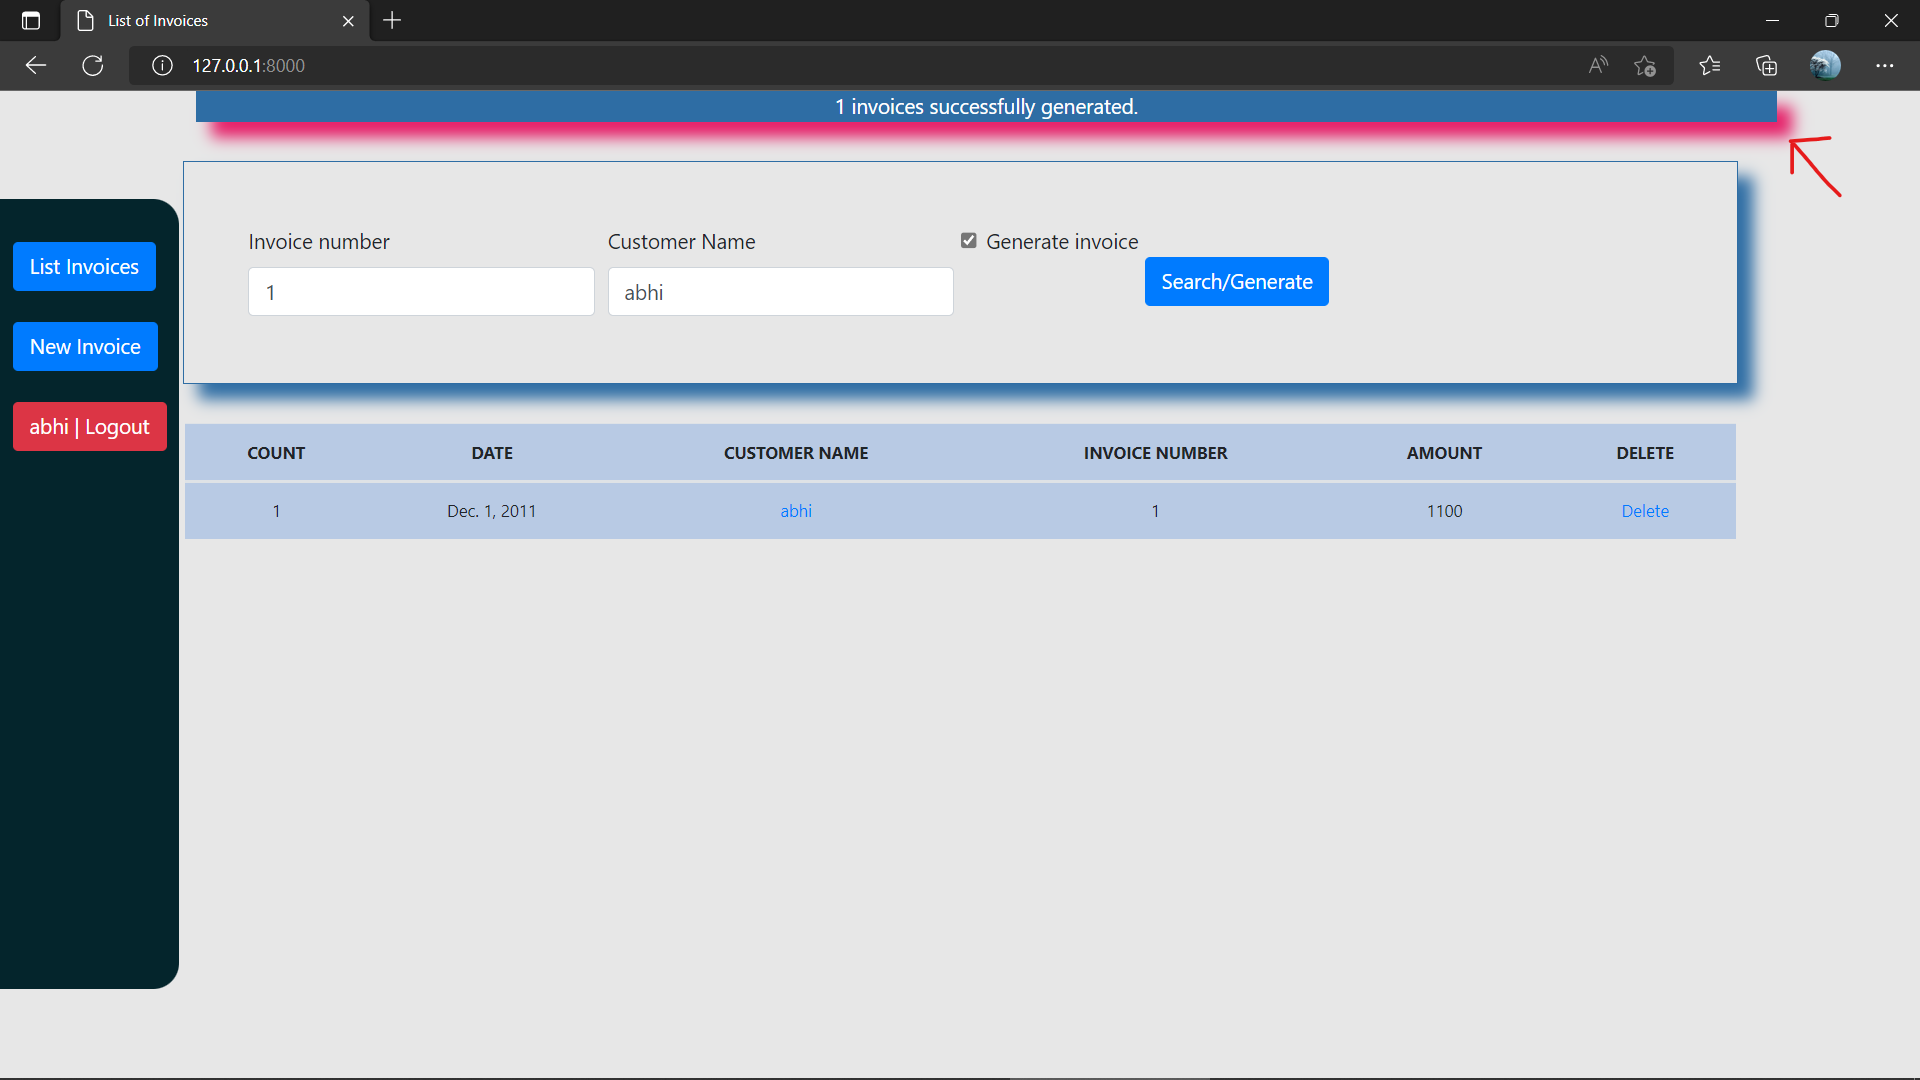 List of Invoices
127.0.0.1:8000
1 invoices successfully generated.
Invoice number
Customer Name
Generate invoice
1
abhi
Search/Generate
List Invoices
New Invoice
abhi | Logout
COUNT DATE CUSTOMER NAME INVOICE NUMBER AMOUNT DELETE
1 Dec. 1, 2011 abhi 1 1100 Delete